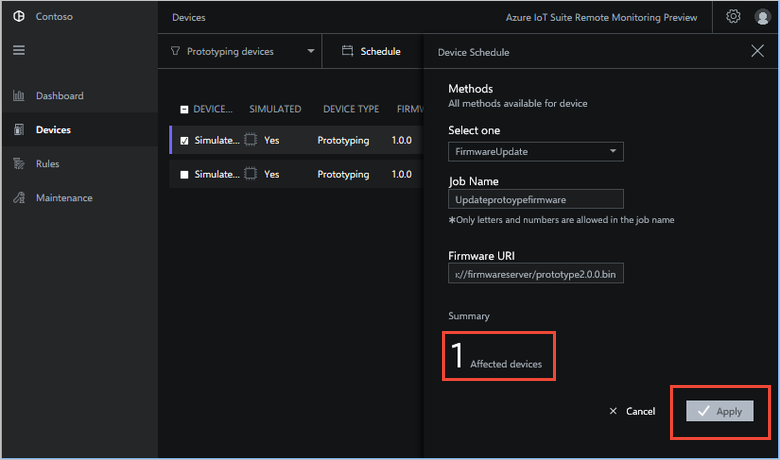 Contoso
Devices
Azure IoT Suite Remote Monitoring Preview
Prototyping devices
Schedule
Device Schedule
Dashboard
Devices
Rules
Maintenance
DEVICE... SIMULATED DEVICE TYPE FIRMW
Simulate... Yes Prototyping 1.0.0
Simulate... Yes Prototyping 1.0.0
Methods
All methods available for device
Select one
FirmwareUpdate
Job Name
Updateprotoypefirmware
*Only letters and numbers are allowed in the job name
Firmware URI
://firmwareserver/prototype2.0.0.bin
Summary
1 Affected devices
Cancel
Apply